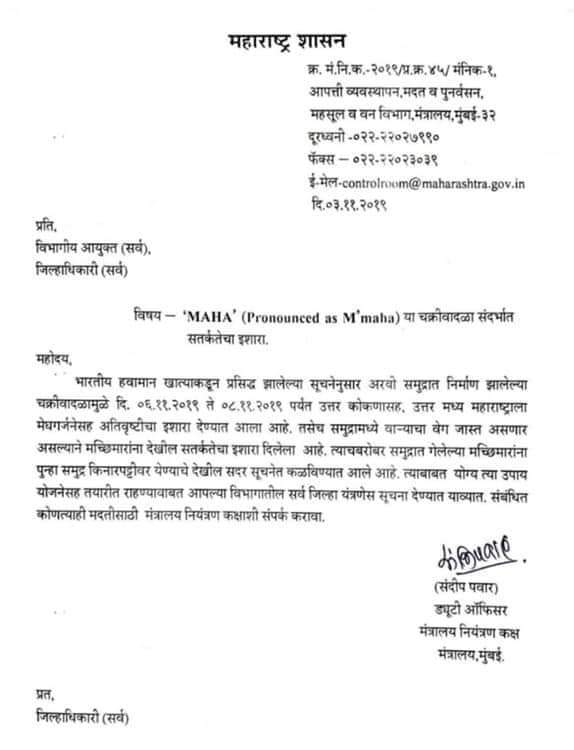 महाराष्ट्र शासन
क्र. मं.नि.क.-२०१९/प्र.क्र.४५/ मंनिक-१,
आपत्ती व्यवस्थापन,मदत व पुनर्वसन,
महसूल व वन विभाग,मंत्रालय,मुंबई-३२
दूरध्वनी -०२२-२२०२७९९०
फॅक्स – ०२२-२२०२३०३९
ई-मेल-controlroom@maharashtra.gov.in
दि.०३.११.२०१९
प्रति,
विभागीय आयुक्त (सर्व),
जिल्हाधिकारी (सर्व)
विषय – ‘MAHA’ (Pronounced as M’maha) या चक्रीवादळा संदर्भात
सतर्कतेचा इशारा.
महोदय,
भारतीय हवामान खात्याकडून प्रसिद्ध झालेल्या सूचनेनुसार अरबी समुद्रात निर्माण झालेल्या
चक्रीवादळामुळे दि. ०६.११.२०१९ ते ०८.११.२०१९ पर्यंत उत्तर कोकणासह, उत्तर मध्य महाराष्ट्राला
मेघगर्जनेसह अतिवृष्टीचा इशारा देण्यात आला आहे. तसेच समुद्रामध्ये वाऱ्याचा वेग जास्त असणार
असल्याने मच्छिमारांना देखील सतर्कतेचा इशारा दिलेला आहे. त्याचबरोबर समुद्रात गेलेल्या मच्छिमारांना
पुन्हा समुद्र किनारपट्टीवर येण्याचे देखील सदर सूचनेत कळविण्यात आले आहे. त्याबाबत योग्य त्या उपाय
योजनेसह तयारीत राहण्यावाबत आपल्या विभागातील सर्व जिल्हा यंत्रणेस सूचना देण्यात याव्यात. संबंधित
कोणत्याही मदतीसाठी मंत्रालय नियंत्रण कक्षाशी संपर्क करावा.
(संदीप पवार)
ड्यूटी ऑफिसर
मंत्रालय नियंत्रण कक्ष
मंत्रालय,मुंबई.
प्रत,
जिल्हाधिकारी (सर्व)